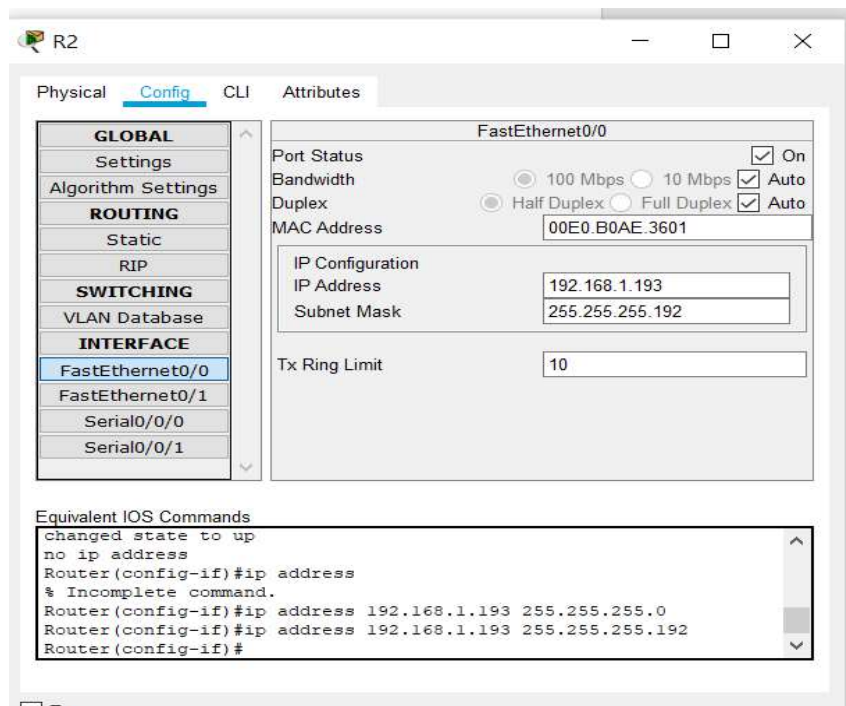 R2
Physical Config CLI Attributes
GLOBAL
Settings
Algorithm Settings
ROUTING
Static
RIP
SWITCHING
VLAN Database
INTERFACE
FastEthernet0/0
FastEthernet0/1
Serial0/0/0
Serial0/0/1
FastEthernet0/0
Port Status On
Bandwidth 100 Mbps 10 Mbps Auto
Duplex Half Duplex Full Duplex Auto
MAC Address 00E0.B0AE.3601
IP Configuration
IP Address 192.168.1.193
Subnet Mask 255.255.255.192
Tx Ring Limit 10
Equivalent IOS Commands
changed state to up
no ip address
Router(config-if)#ip address
% Incomplete command.
Router(config-if)#ip address 192.168.1.193 255.255.255.0
Router(config-if)#ip address 192.168.1.193 255.255.255.192
Router(config-if)#